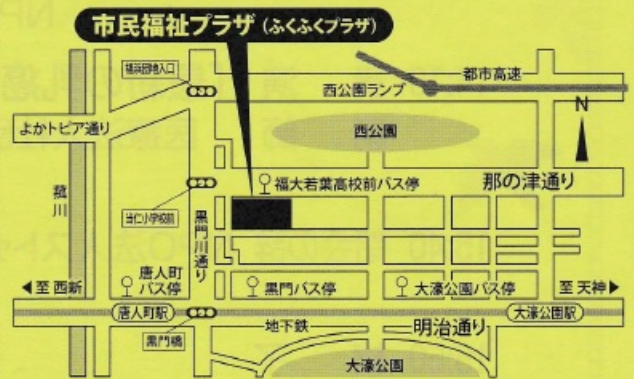 市民福祉プラザ(ふくふくプラザ)
福浜団地入口
都市高速
西公園ランプ
N
よかトピア通り
西公園
菰川
福大若葉高校前バス停
那の津通り
当仁小学校前
黒門川通り
◀至西新
唐人町バス停
黒門バス停
大濠公園バス停
至天神▶
唐人町駅
地下鉄
明治通り
大濠公園駅
黒門橋
大濠公園